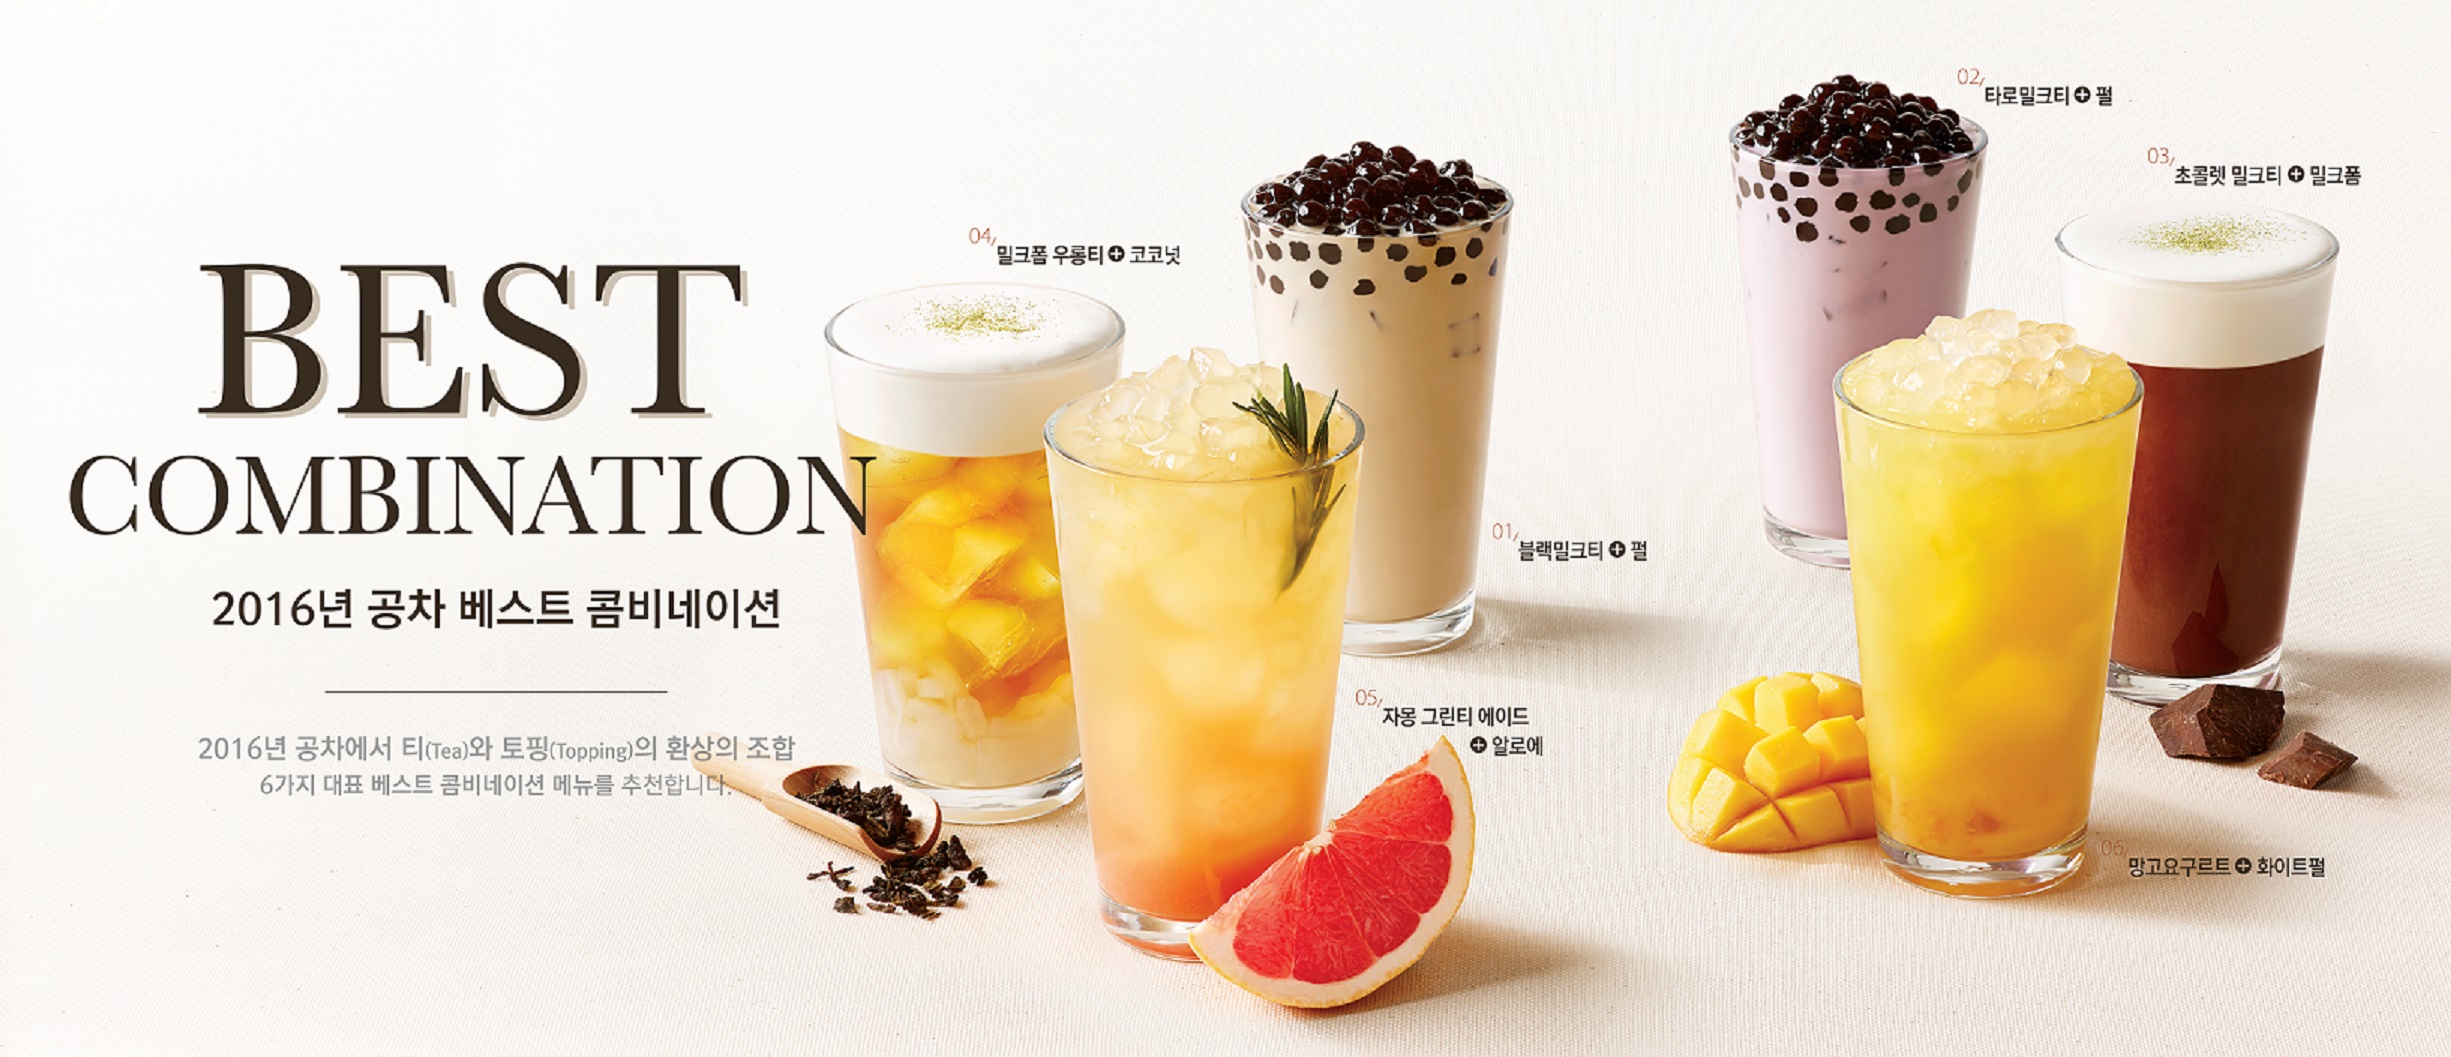 BEST
COMBINATION
2016년 공차 베스트 콤비네이션
2016년 공차에서 티(Tea)와 토핑(Topping)의 환상의 조합
6가지 대표 베스트 콤비네이션 메뉴를 추천합니다.
04/
밀크폼 우롱티 + 코코넛
01/
블랙밀크티 + 펄
05/
자몽 그린티 에이드
+ 알로에
02/
타로밀크티 + 펄
03/
초콜렛 밀크티 + 밀크폼
06/
망고요구르트 + 화이트펄